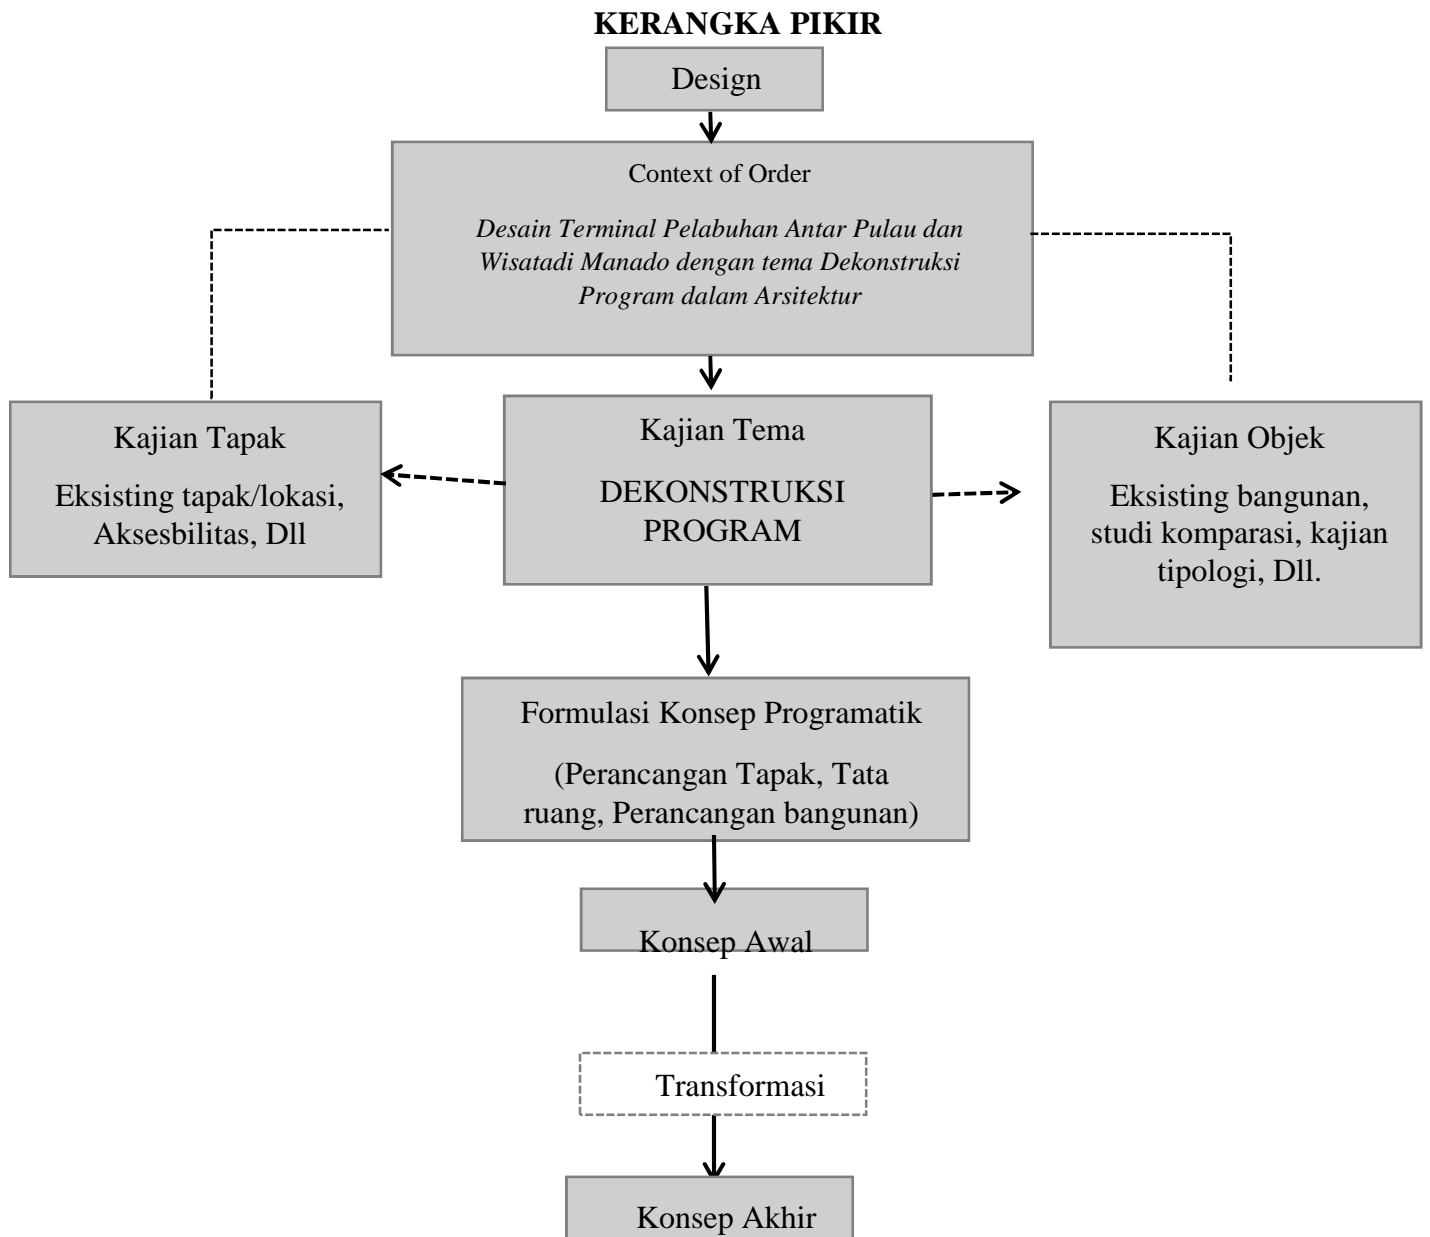 KERANGKA PIKIR
Design
Context of Order
Desain Terminal Pelabuhan Antar Pulau dan
Wisatadi Manado dengan tema Dekonstruksi
Program dalam Arsitektur
Kajian Tapak
Eksisting tapak/lokasi,
Aksesbilitas, Dll
Kajian Tema
DEKONSTRUKSI
PROGRAM
Kajian Objek
Eksisting bangunan,
studi komparasi, kajian
tipologi, Dll.
Formulasi Konsep Programatik
(Perancangan Tapak, Tata
ruang, Perancangan bangunan)
Konsep Awal
Transformasi
Konsep Akhir